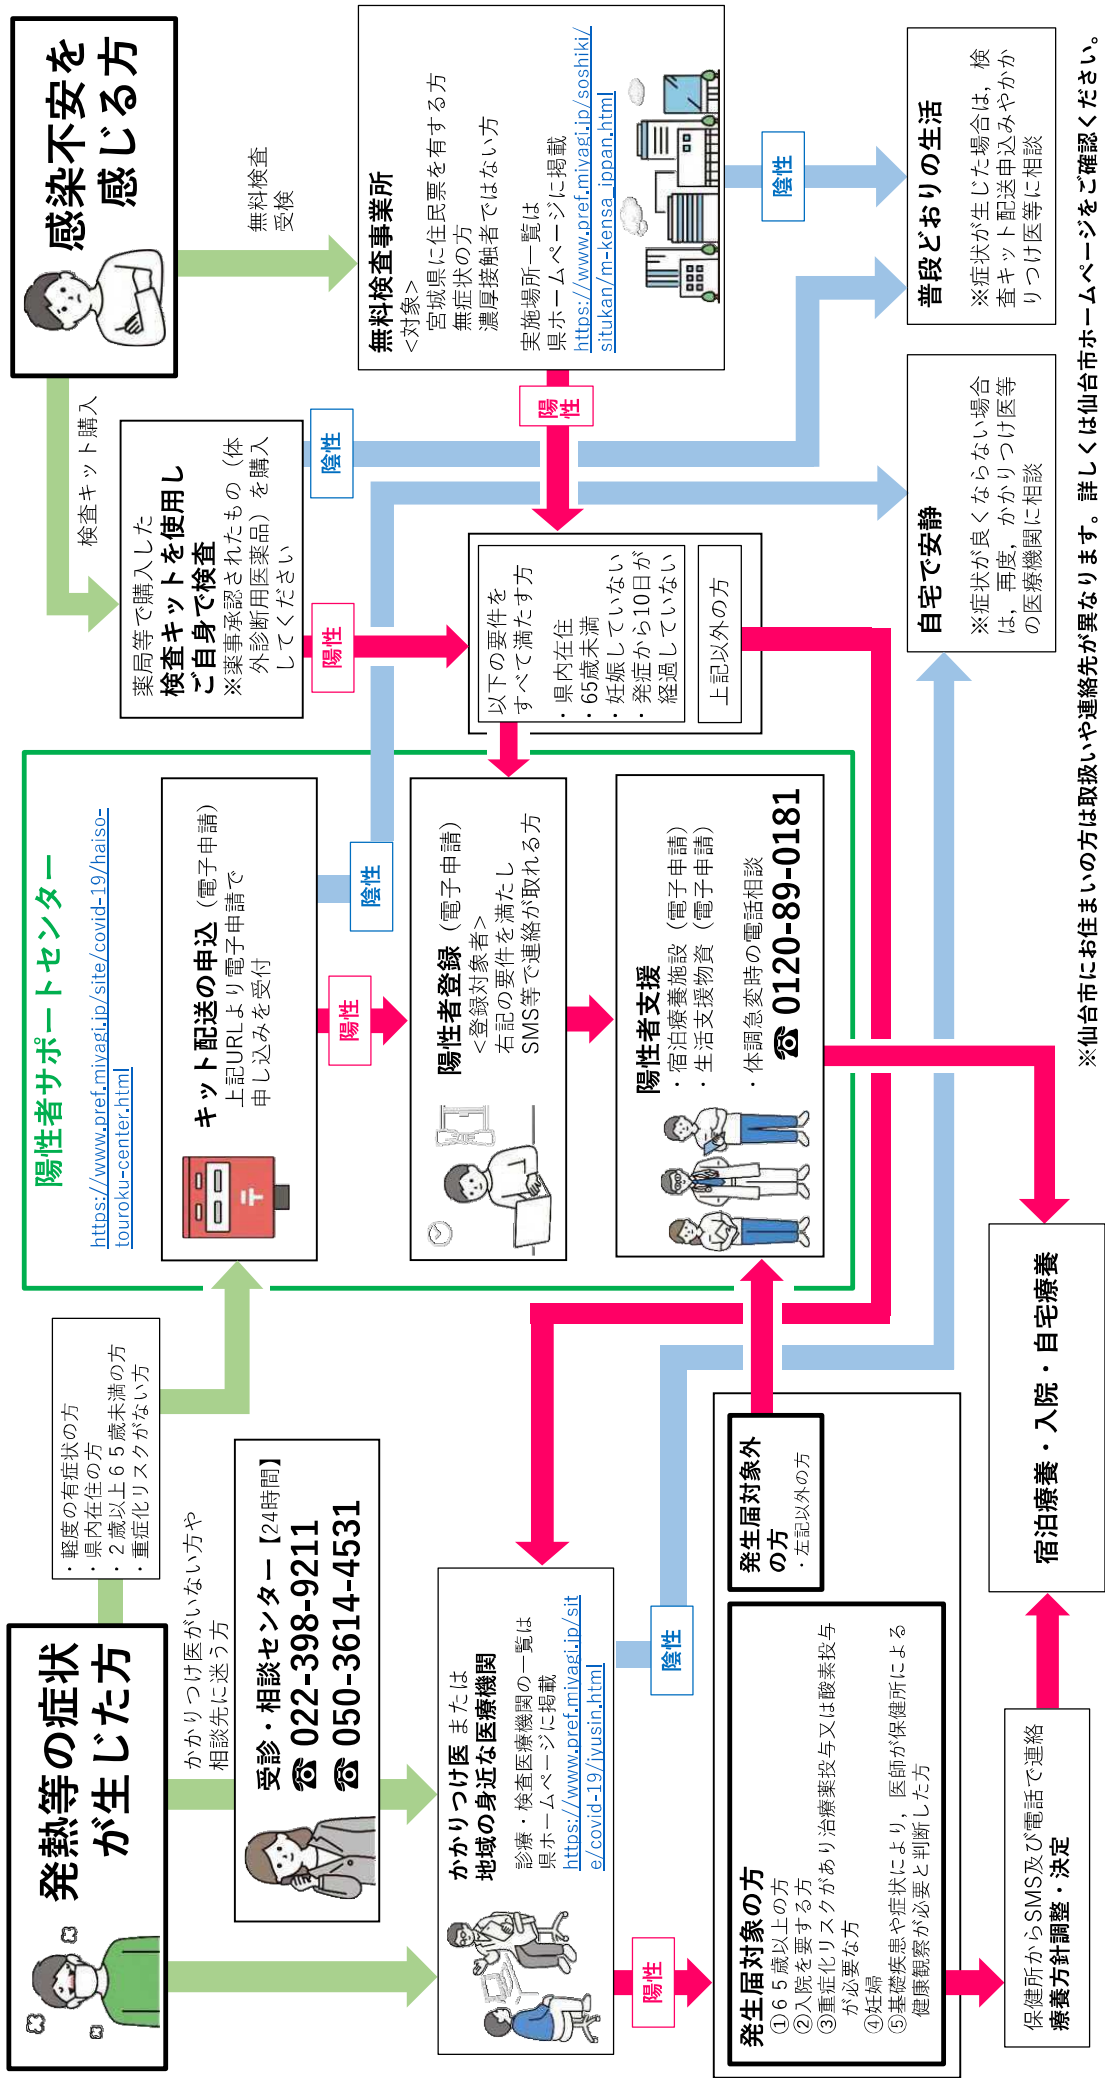 発熱等の症状
が生じた方
・軽度の有症状の方
・県内在住の方
・２歳以上６５歳未満の方
・重症化リスクがない方
かかりつけ医がいない方や
相談先に迷う方
受診・相談センター【24時間】
☎ 022-398-9211
☎ 050-3614-4531
かかりつけ医 または
地域の身近な医療機関
診療・検査医療機関の一覧は
県ホームページに掲載
https://www.pref.miyagi.jp/sit
e/covid-19/jyusin.html
陽性
陰性
発生届対象の方
①６５歳以上の方
②入院を要する方
③重症化リスクがあり治療薬投与又は酸素投与
が必要な方
④妊婦
⑤基礎疾患や症状により，医師が保健所による
健康観察が必要と判断した方
発生届対象外
の方
・左記以外の方
保健所からSMS及び電話で連絡
療養方針調整・決定
宿泊療養・入院・自宅療養
陽性者サポートセンター
https://www.pref.miyagi.jp/site/covid-19/haiso-
touroku-center.html
キット配送の申込（電子申請）
上記URLより電子申請で
申し込みを受付
陽性
陰性
陽性者登録（電子申請）
<登録対象者>
右記の要件を満たし
SMS等で連絡が取れる方
陽性者支援
・宿泊療養施設（電子申請）
・生活支援物資（電子申請）
・体調急変時の電話相談
☎ 0120-89-0181
感染不安を
感じる方
検査キット購入
無料検査
受検
薬局等で購入した
検査キットを使用し
ご自身で検査
※薬事承認されたもの（体
外診断用医薬品）を購入
してください
陽性
陰性
無料検査事業所
<対象>
宮城県に住民票を有する方
無症状の方
濃厚接触者ではない方
実施場所一覧は
県ホームページに掲載
https://www.pref.miyagi.jp/soshiki/
situkan/m-kensa_ippan.html
陽
性
陰性
以下の要件を
すべて満たす方
・県内在住
・65歳未満
・妊娠していない
・発症から10日が
経過していない
上記以外の方
自宅で安静
※症状が良くならない場合
は，再度，かかりつけ医等
の医療機関に相談
普段どおりの生活
※症状が生じた場合は，検
査キット配送申込みやかか
りつけ医等に相談
※仙台市にお住まいの方は取扱いや連絡先が異なります。詳しくは仙台市ホームページをご確認ください。